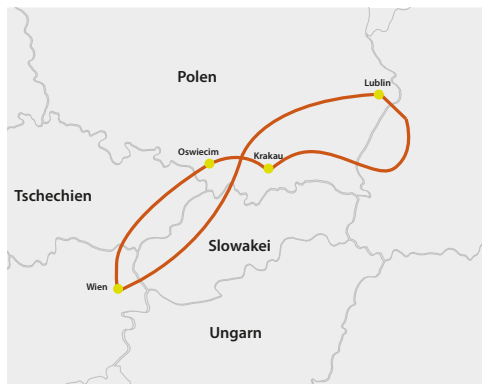 Polen
Lublin
Oswiecim
Krakau
Tschechien
Slowakei
Wien
Ungarn